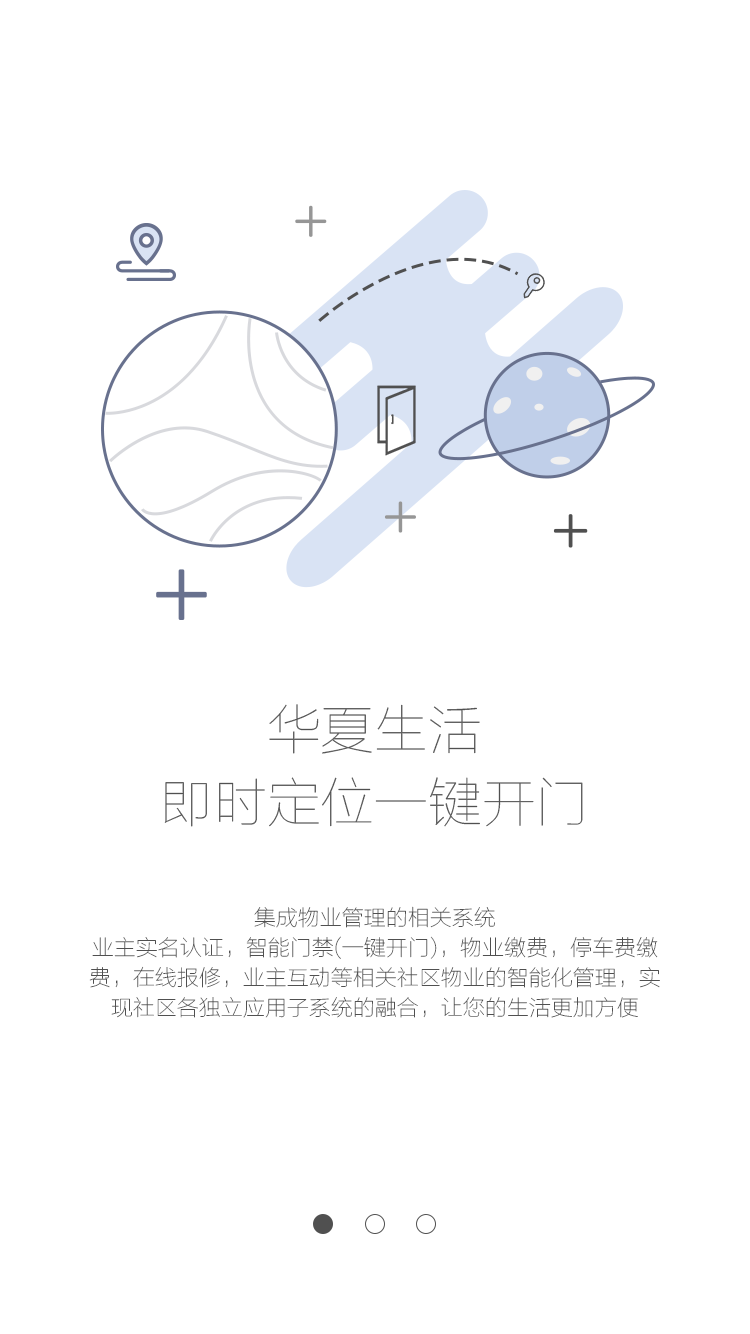 华夏生活
即时定位一键开门
集成物业管理的相关系统
业主实名认证，智能门禁(一键开门)，物业缴费，停车费缴
费，在线报修，业主互动等相关社区物业的智能化管理，实
现社区各独立应用子系统的融合，让您的生活更加方便